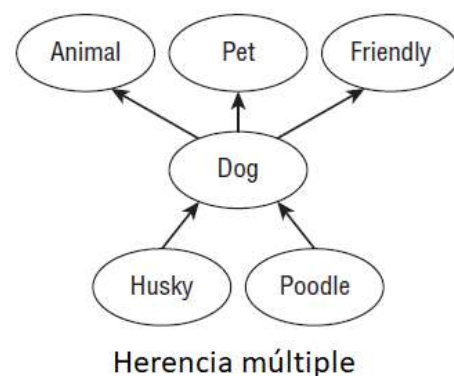 Animal Pet Friendly
Dog
Husky Poodle
Herencia múltiple